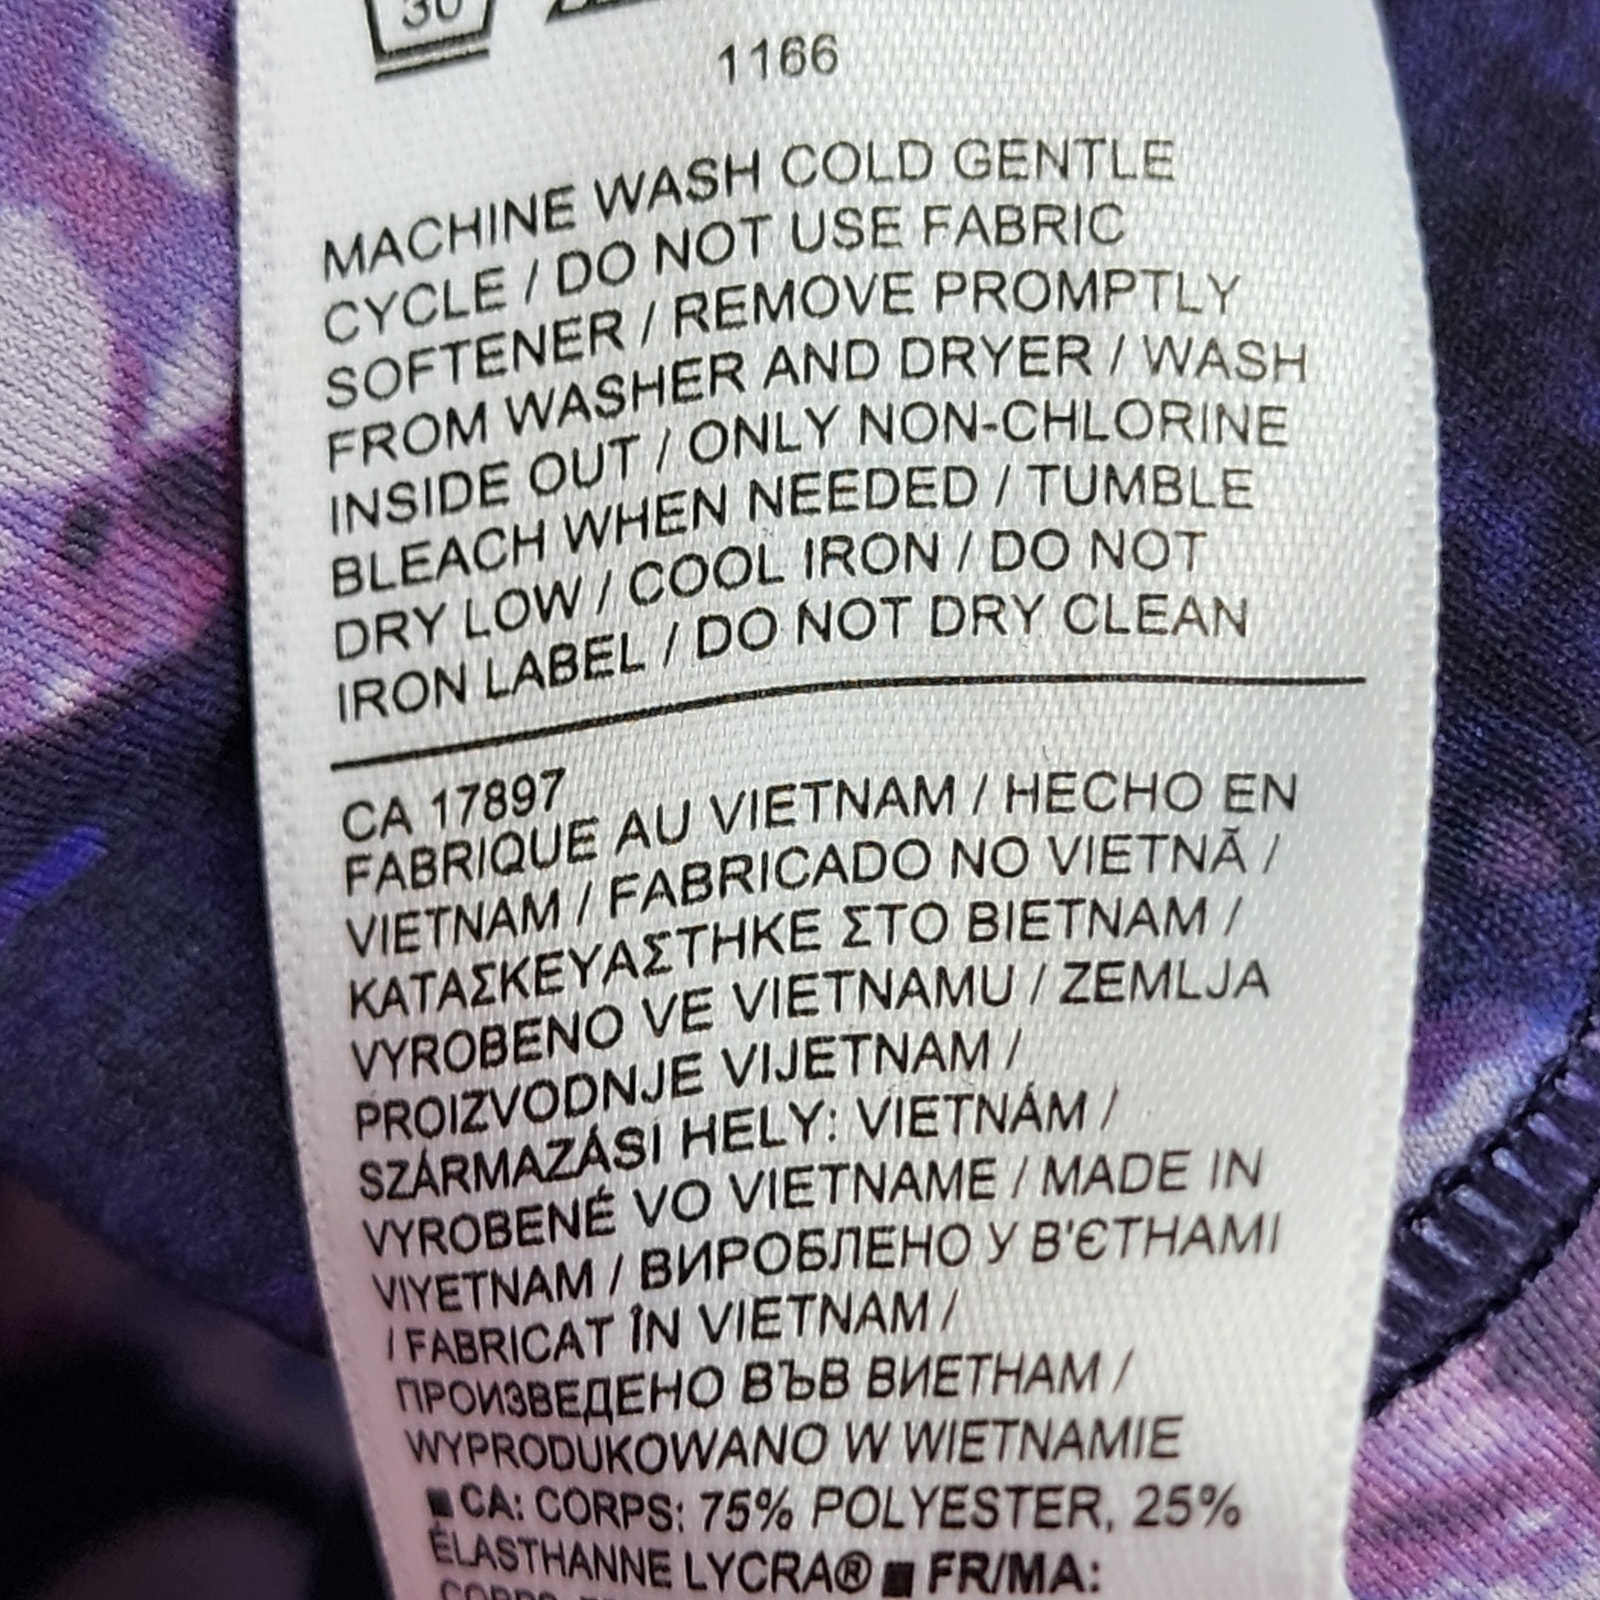 30
1166
MACHINE WASH COLD GENTLE
CYCLE / DO NOT USE FABRIC
SOFTENER / REMOVE PROMPTLY
FROM WASHER AND DRYER / WASH
INSIDE OUT / ONLY NON-CHLORINE
BLEACH WHEN NEEDED / TUMBLE
DRY LOW / COOL IRON / DO NOT
IRON LABEL / DO NOT DRY CLEAN
CA 17897
FABRIQUE AU VIETNAM / HECHO EN
VIETNAM / FABRICADO NO VIETNÃ /
ΚΑΤΑΣΚΕΥΑΣΤΗΚΕ ΣΤΟ ΒΙΕΤΝΑΜ /
VYROBENO VE VIETNAMU / ZEMLJA
PROIZVODNJE VIJETNAM /
SZÁRMAZÁSI HELY: VIETNÁM /
VYROBENÉ VO VIETNAME / MADE IN
VIYETNAM / ВИРОБЛЕНО У В'ЄТНАМІ
/ FABRICAT ÎN VIETNAM /
ПРОИЗВЕДЕНО ВЪВ ВИЕТНАМ /
WYPRODUKOWANO W WIETNAMIE
■ CA: CORPS: 75% POLYESTER, 25%
ÉLASTHANNE LYCRA® ■ FR/MA: